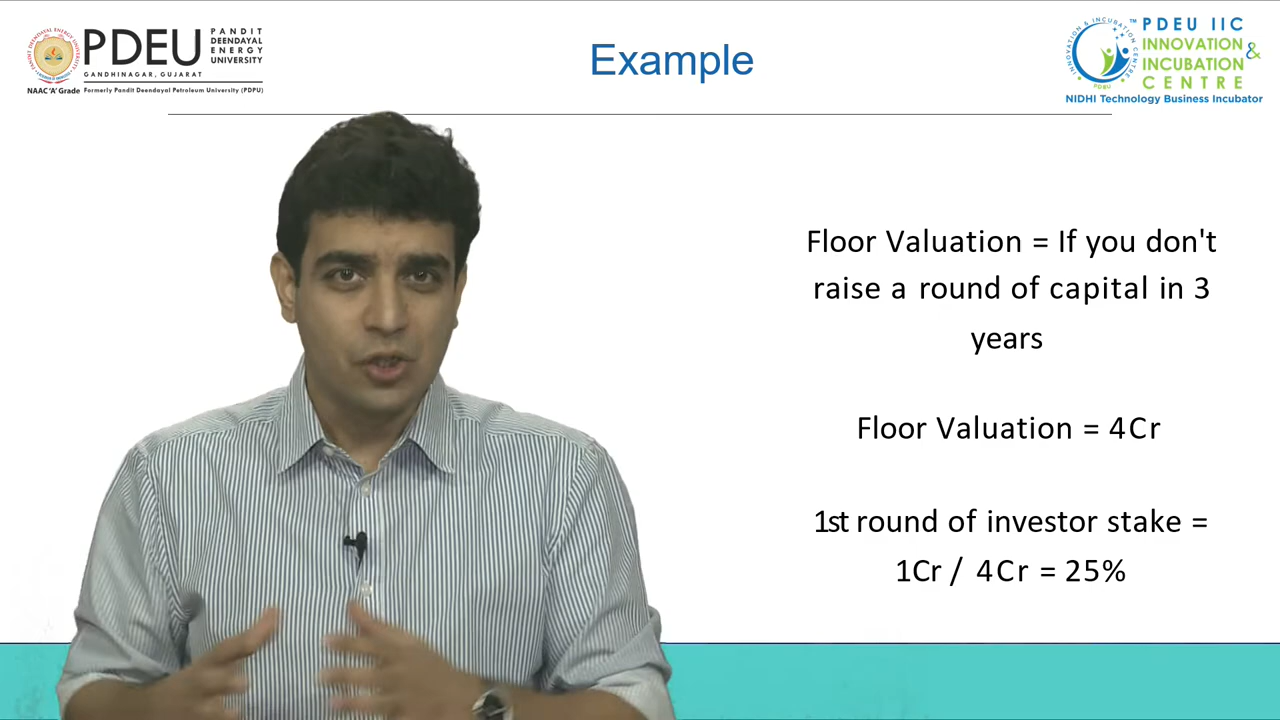 PDEU
PANDIT
DEENDAYAL
ENERGY
UNIVERSITY
GANDHINAGAR, GUJARAT
NAAC 'A' Grade
Formerly Pandit Deendayal Petroleum University (PDPU)
Example
PDEU IIC
INNOVATION &
INCUBATION
CENTRE
NIDHI Technology Business Incubator
Floor Valuation = If you don't
raise a round of capital in 3
years
Floor Valuation = 4Cr
1st round of investor stake =
1Cr / 4Cr = 25%